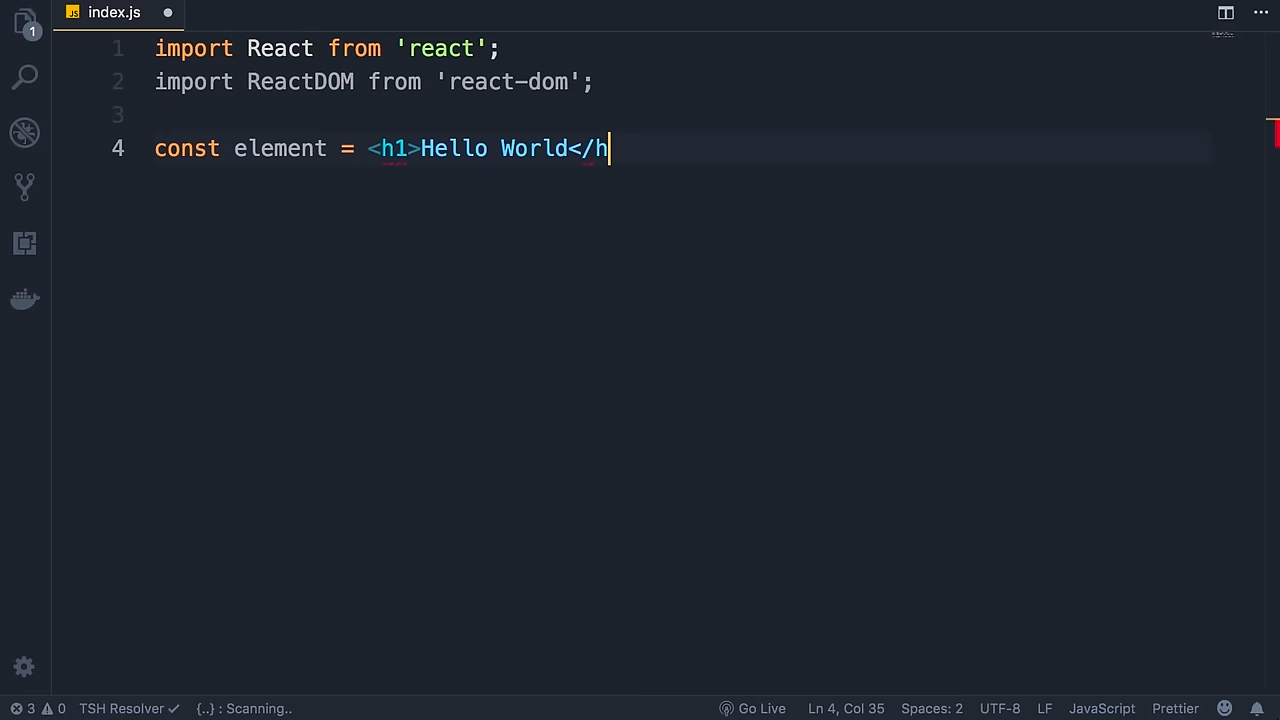 1
JS index.js
1 import React from 'react';
2 import ReactDOM from 'react-dom';
3
4 const element = <h1>Hello World</h
3 0 TSH Resolver {..} : Scanning.. Go Live Ln 4, Col 35 Spaces: 2 UTF-8 LF JavaScript Prettier